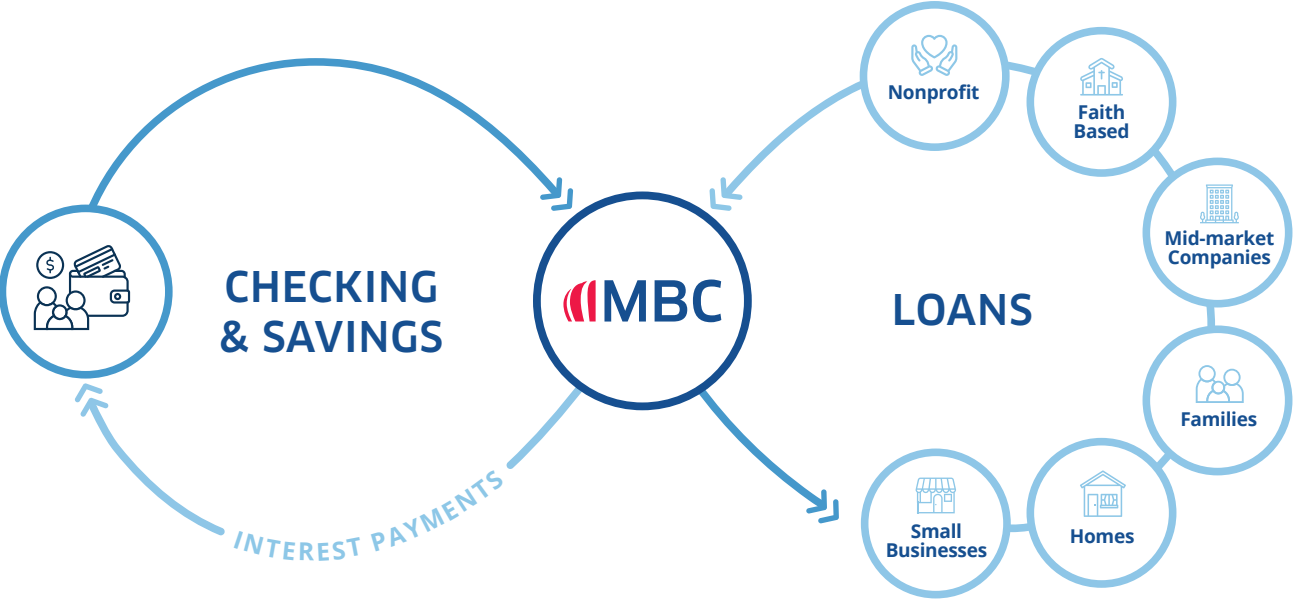 CHECKING
& SAVINGS
INTEREST PAYMENTS
$
MBC
LOANS
Nonprofit
Faith
Based
Mid-market
Companies
Families
Homes
Small
Businesses